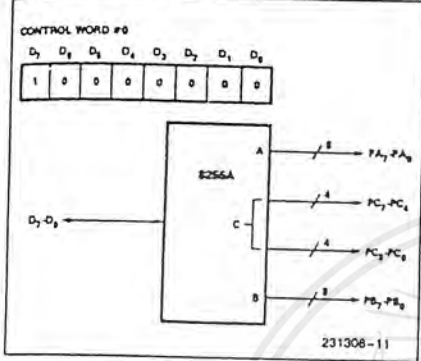 CONTROL WORD #0
D7 D6 D5 D4 D3 D2 D1 D0
1 0 0 0 0 0 0 0
8255A
A
8
PA7-PA0
4
PC7-PC4
C
D7-D0
4
PC3-PC0
B
8
PB7-PB0
231308-11